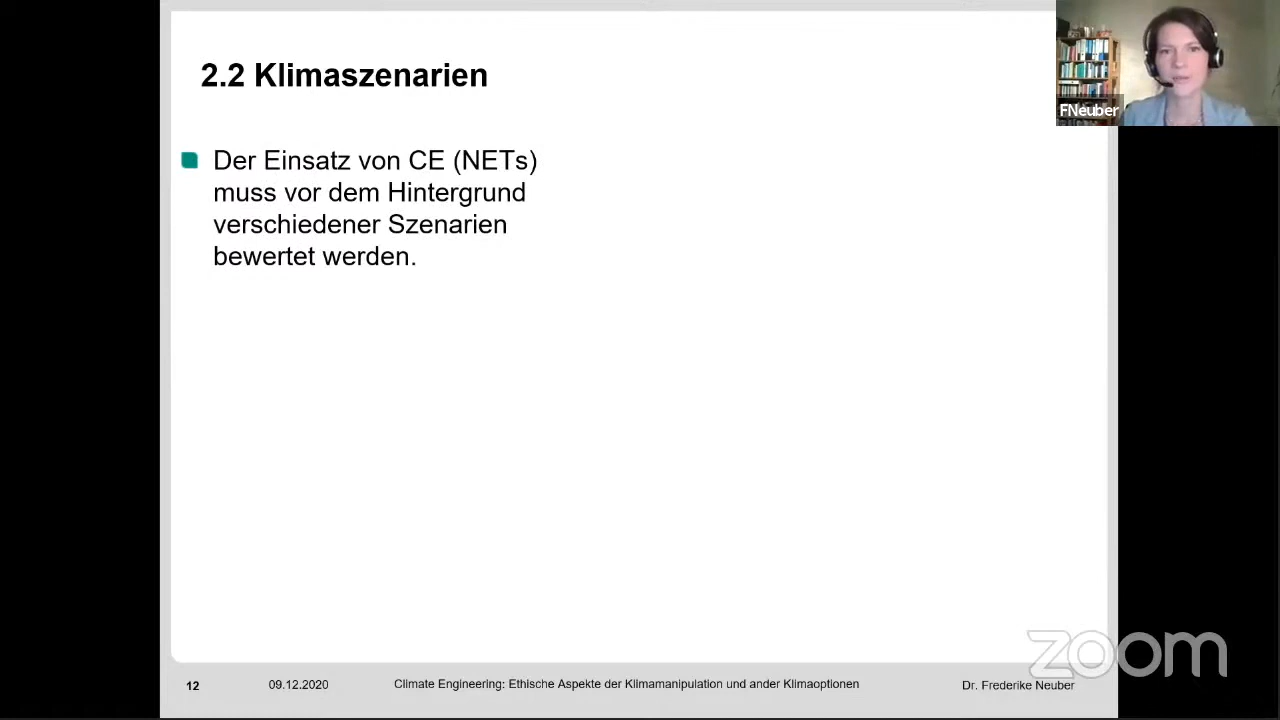 2.2 Klimaszenarien
FNeuber
Der Einsatz von CE (NETs)
muss vor dem Hintergrund
verschiedener Szenarien
bewertet werden.
zoom
12
09.12.2020
Climate Engineering: Ethische Aspekte der Klimamanipulation und ander Klimaoptionen
Dr. Frederike Neuber